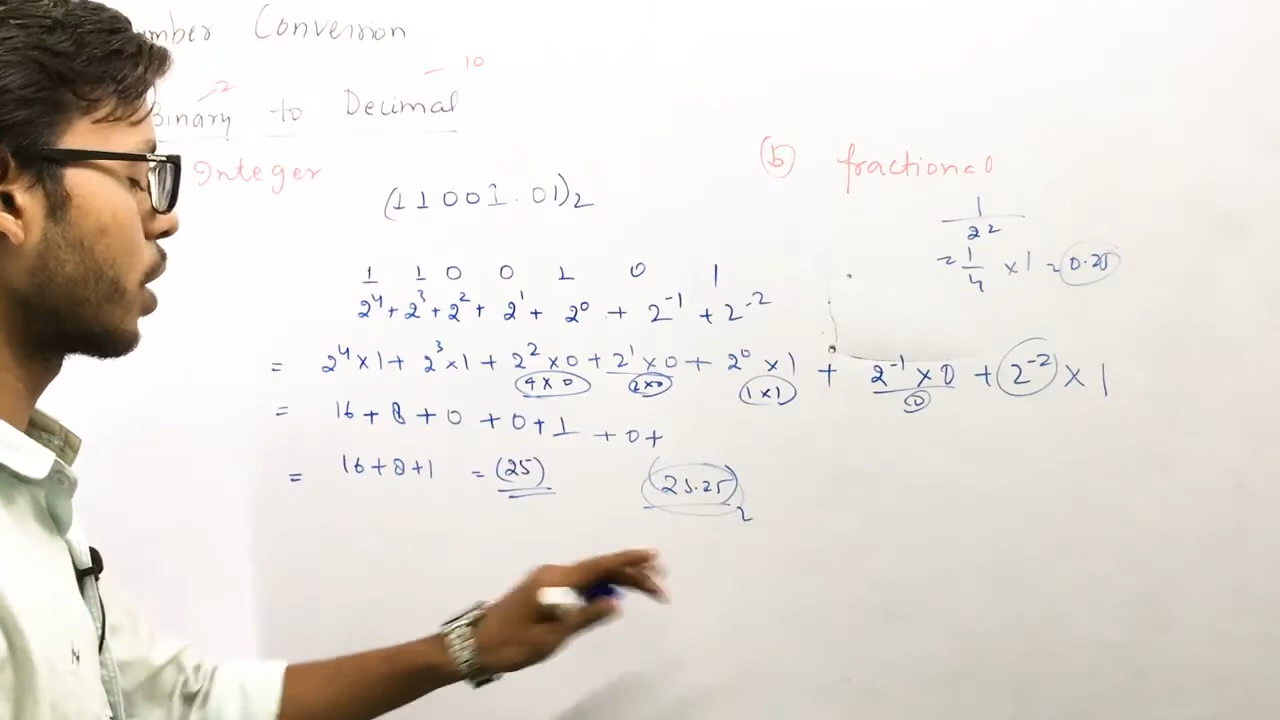 Number Conversion
2 — 10
Binary to Decimal
Integer
(b) fractional
(11001.01)2
1/2²
= 1/4 × 1 = 0.25
1 1 0 0 1 0 1
2⁴ + 2³ + 2² + 2¹ + 2⁰ + 2⁻¹ + 2⁻²
= 2⁴×1 + 2³×1 + 2²×0 + 2¹×0 + 2⁰×1 + 2⁻¹×0 + 2⁻²×1
4×0 2×0 1×1 0
= 16 + 8 + 0 + 0 + 1 + 0 +
= 16+8+1 = (25)
(25.25)2